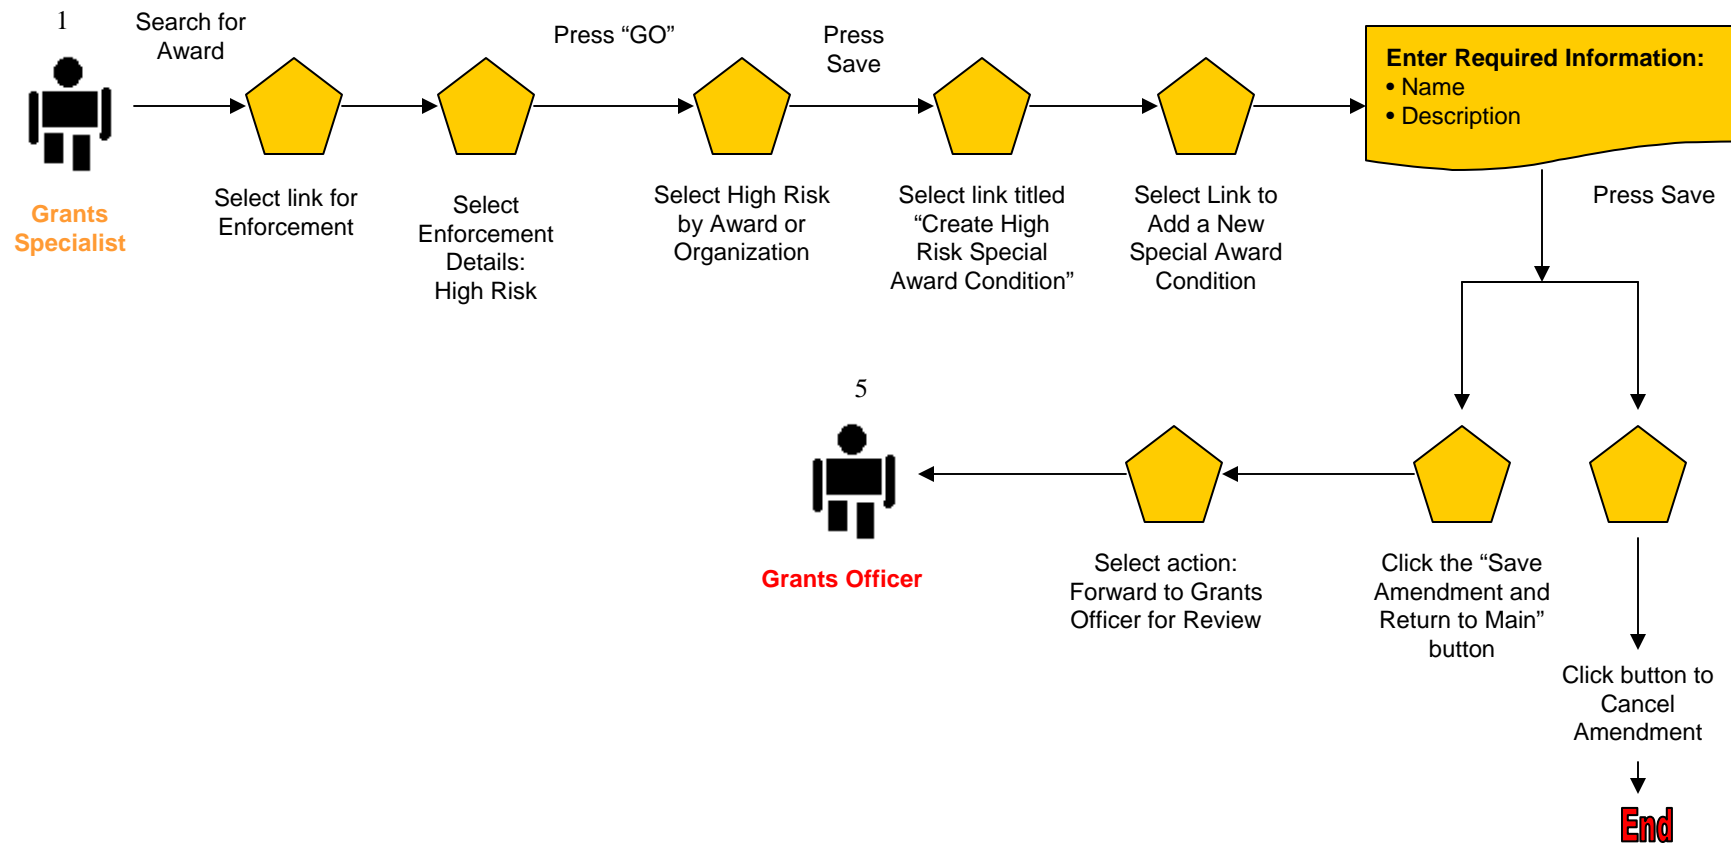 1
Search for
Award
Press “GO”
Press
Save
Enter Required Information:
• Name
• Description
Grants
Specialist
Select link for
Enforcement
Select
Enforcement
Details:
High Risk
Select High Risk
by Award or
Organization
Select link titled
“Create High
Risk Special
Award Condition”
Select Link to
Add a New
Special Award
Condition
Press Save
5
Grants Officer
Select action:
Forward to Grants
Officer for Review
Click the “Save
Amendment and
Return to Main”
button
Click button to
Cancel
Amendment
End